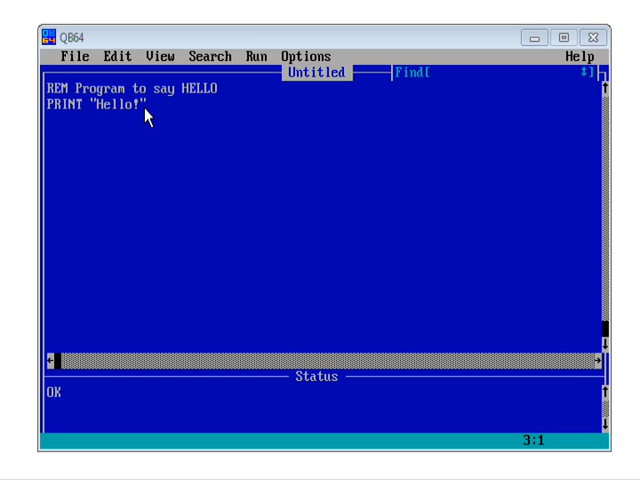 QB64
File Edit View Search Run Options Help
Untitled Find[ ]
REM Program to say HELLO
PRINT "Hello!"
Status
OK
3:1